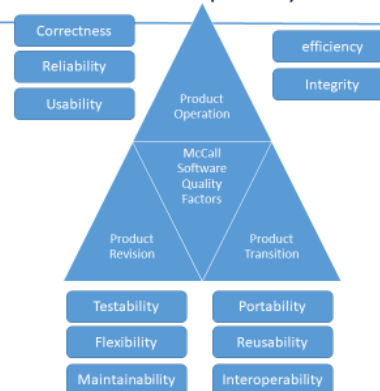 Correctness
Reliability
Usability
efficiency
Integrity
Product
Operation
McCall
Software
Quality
Factors
Product
Revision
Product
Transition
Testability
Portability
Flexibility
Reusability
Maintainability
Interoperability